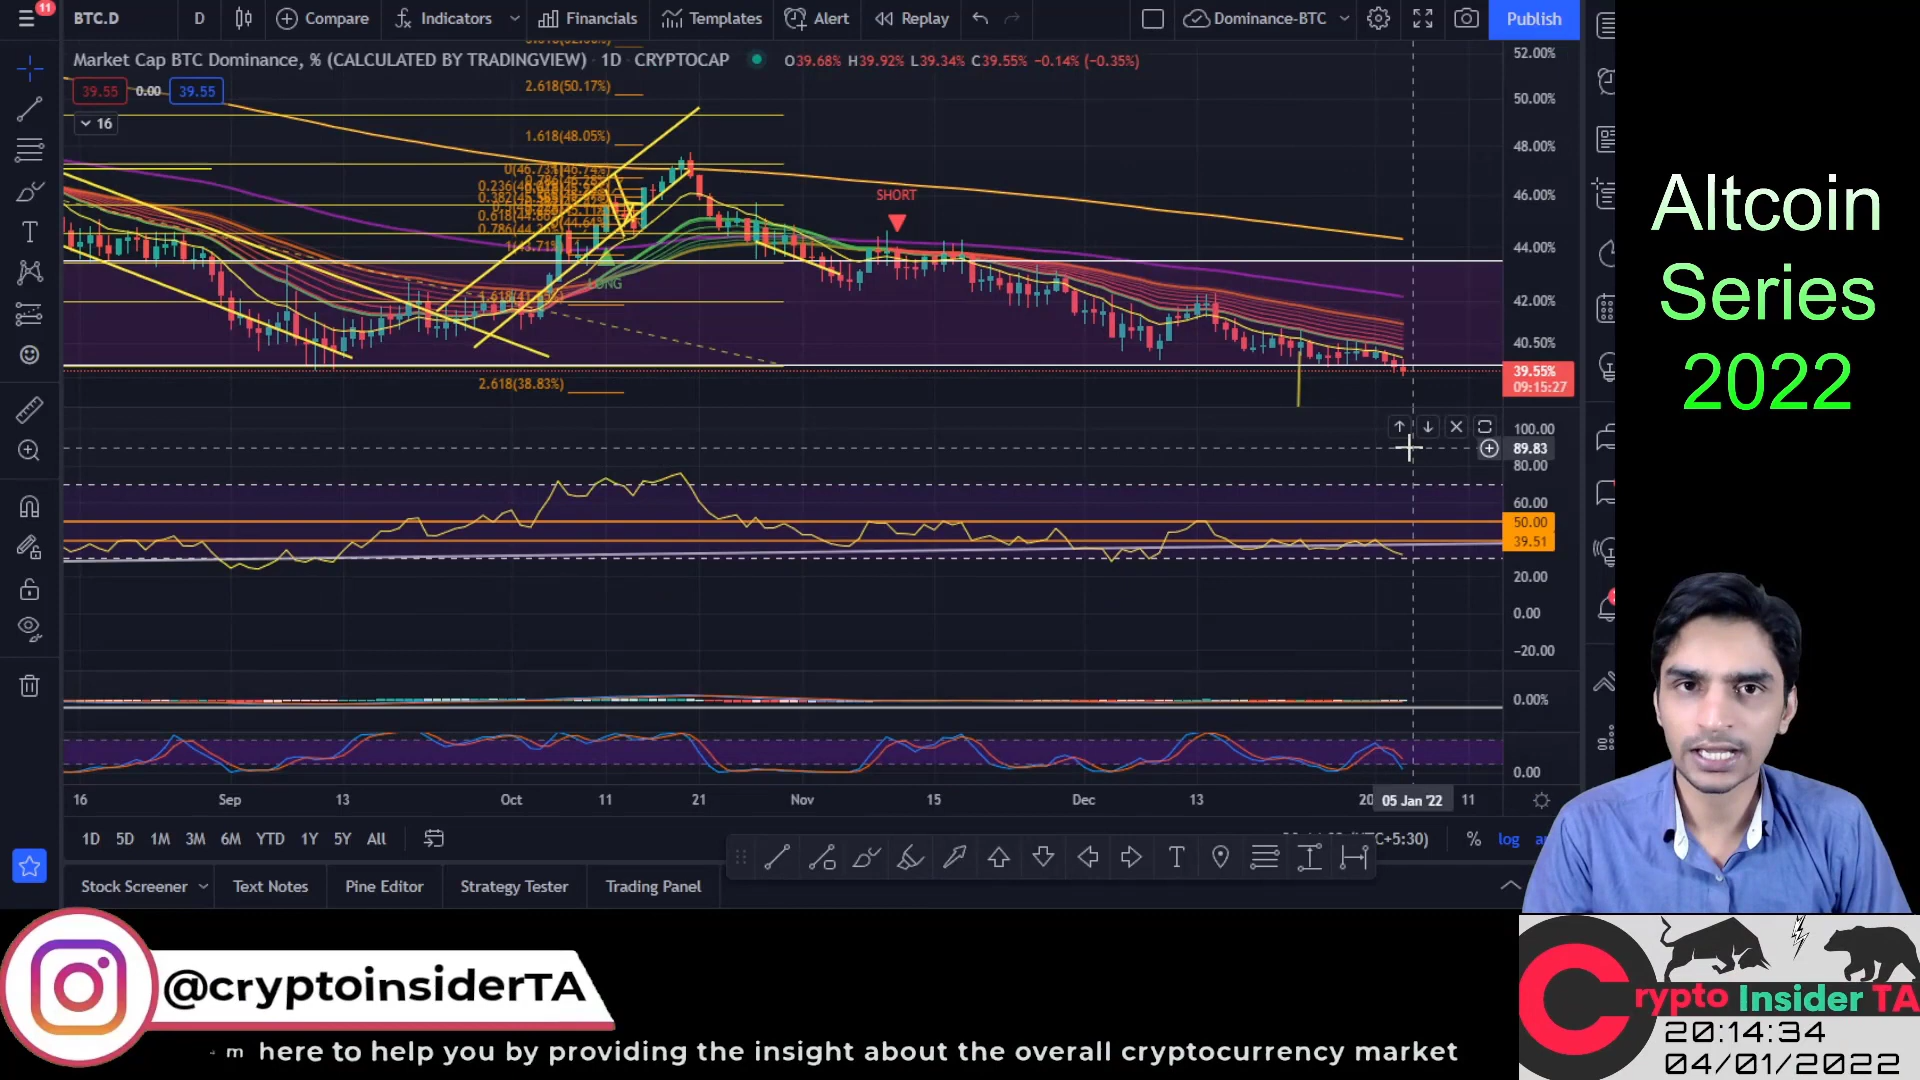 11
BTC.D
D
Compare
Indicators
Financials
Templates
Alert
Replay
Dominance-BTC
Publish
Market Cap BTC Dominance, % (CALCULATED BY TRADINGVIEW) · 1D · CRYPTOCAP
O39.68% H39.92% L39.34% C39.55% −0.14% (−0.35%)
39.55
0.00
39.55
16
2.618(50.17%)
1.618(48.05%)
SHORT
LONG
2.618(38.83%)
52.00%
50.00%
48.00%
46.00%
44.00%
42.00%
40.50%
39.55%
09:15:27
100.00
89.83
80.00
60.00
50.00
39.51
20.00
0.00
−20.00
0.00%
0.00
16
Sep
13
Oct
11
21
Nov
15
Dec
13
20
05 Jan '22
11
1D
5D
1M
3M
6M
YTD
1Y
5Y
All
C+5:30)
%
log
Stock Screener
Text Notes
Pine Editor
Strategy Tester
Trading Panel
Altcoin
Series
2022
@cryptoinsiderTA
m here to help you by providing the insight about the overall cryptocurrency market
Crypto Insider TA
20:14:34
04/01/2022